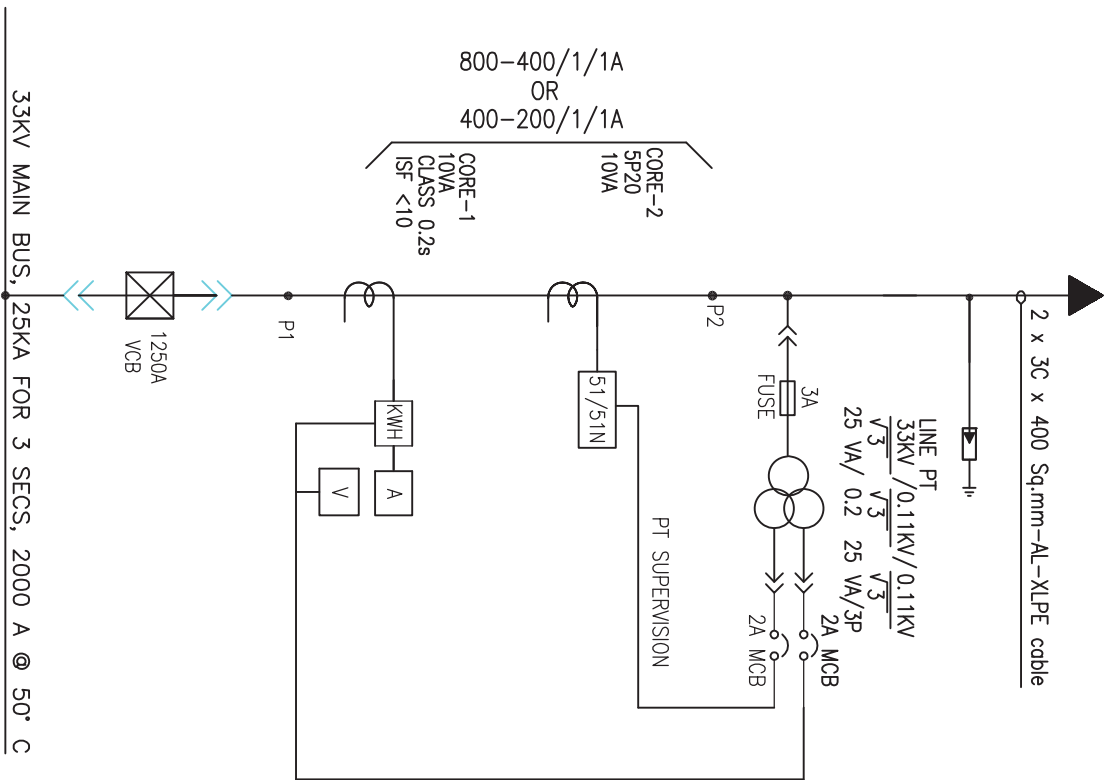 800-400/1/1A
OR
400-200/1/1A
CORE-2
5P20
10VA
CORE-1
10VA
CLASS 0.2s
ISF <10
33KV MAIN BUS, 25KA FOR 3 SECS, 2000 A @ 50° C
1250A
VCB
P1
P2
KWH
A
V
51/51N
3A
FUSE
LINE PT
33KV/0.11KV/0.11KV
√3 √3 √3
25 VA/ 0.2 25 VA/3P
2A MCB
2A MCB
PT SUPERVISION
2 x 3C x 400 Sq.mm-AL-XLPE cable